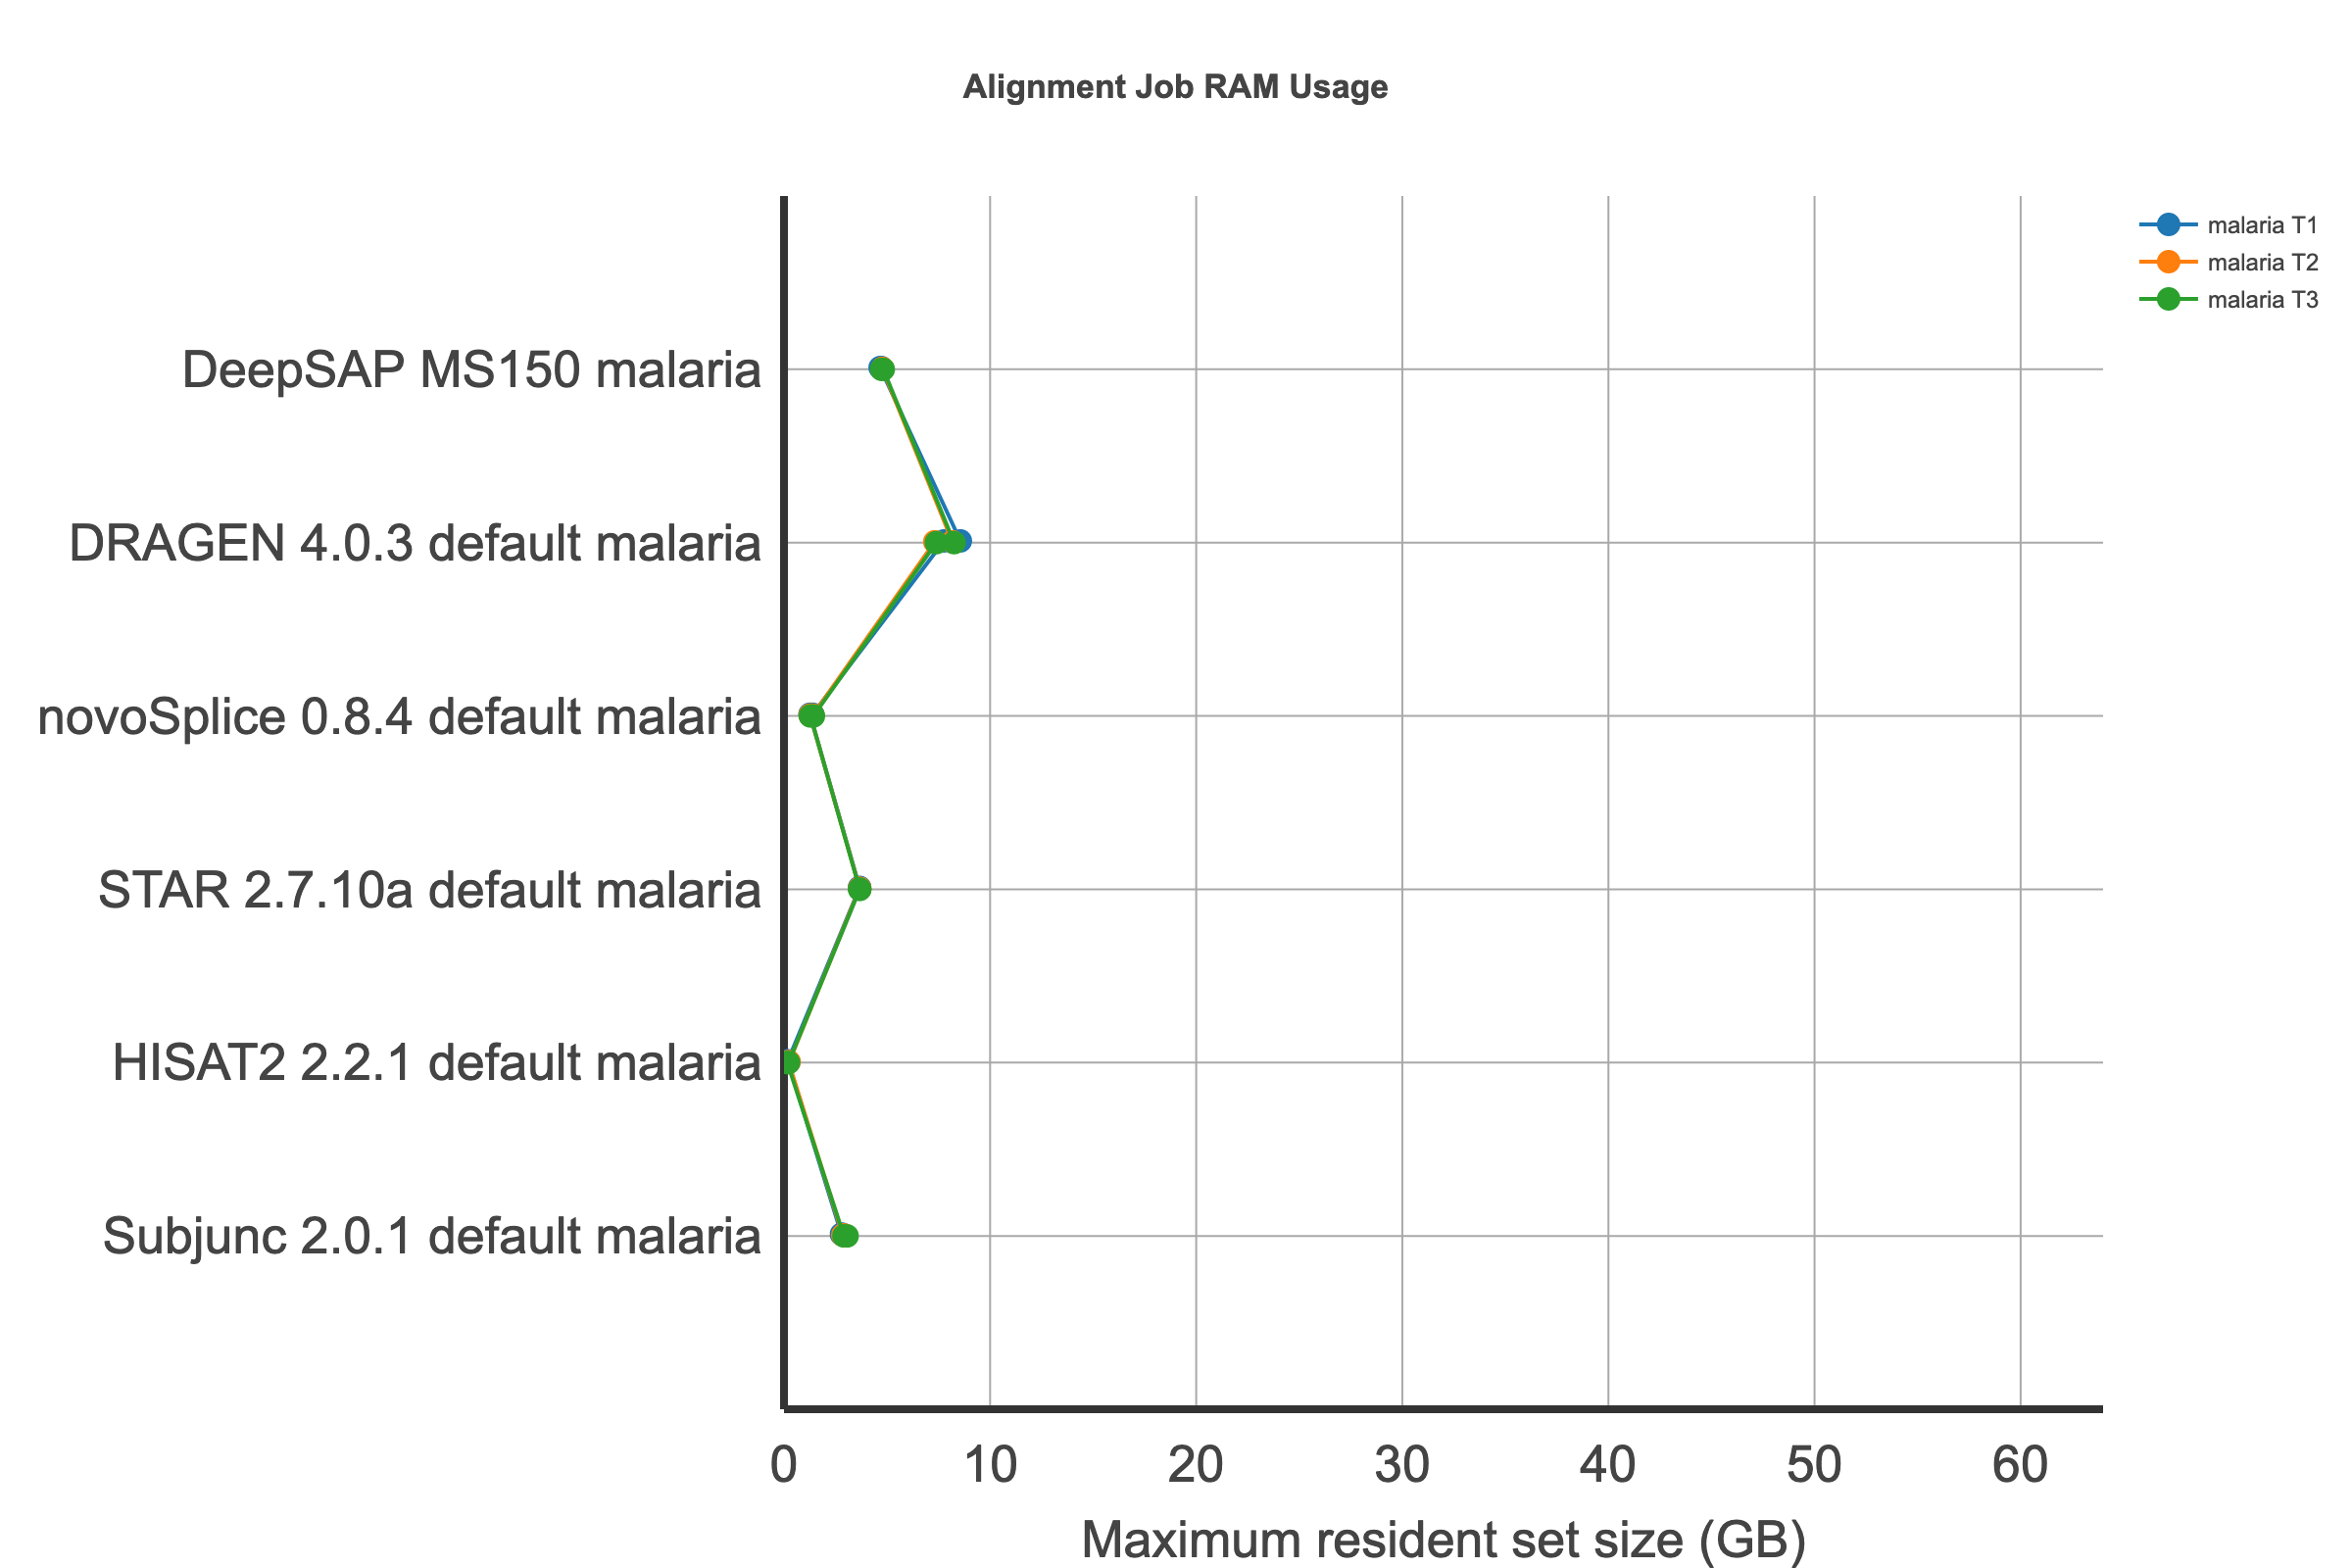 Alignment Job RAM Usage
malaria T1
malaria T2
malaria T3
DeepSAP MS150 malaria
DRAGEN 4.0.3 default malaria
novoSplice 0.8.4 default malaria
STAR 2.7.10a default malaria
HISAT2 2.2.1 default malaria
Subjunc 2.0.1 default malaria
0 10 20 30 40 50 60
Maximum resident set size (GB)